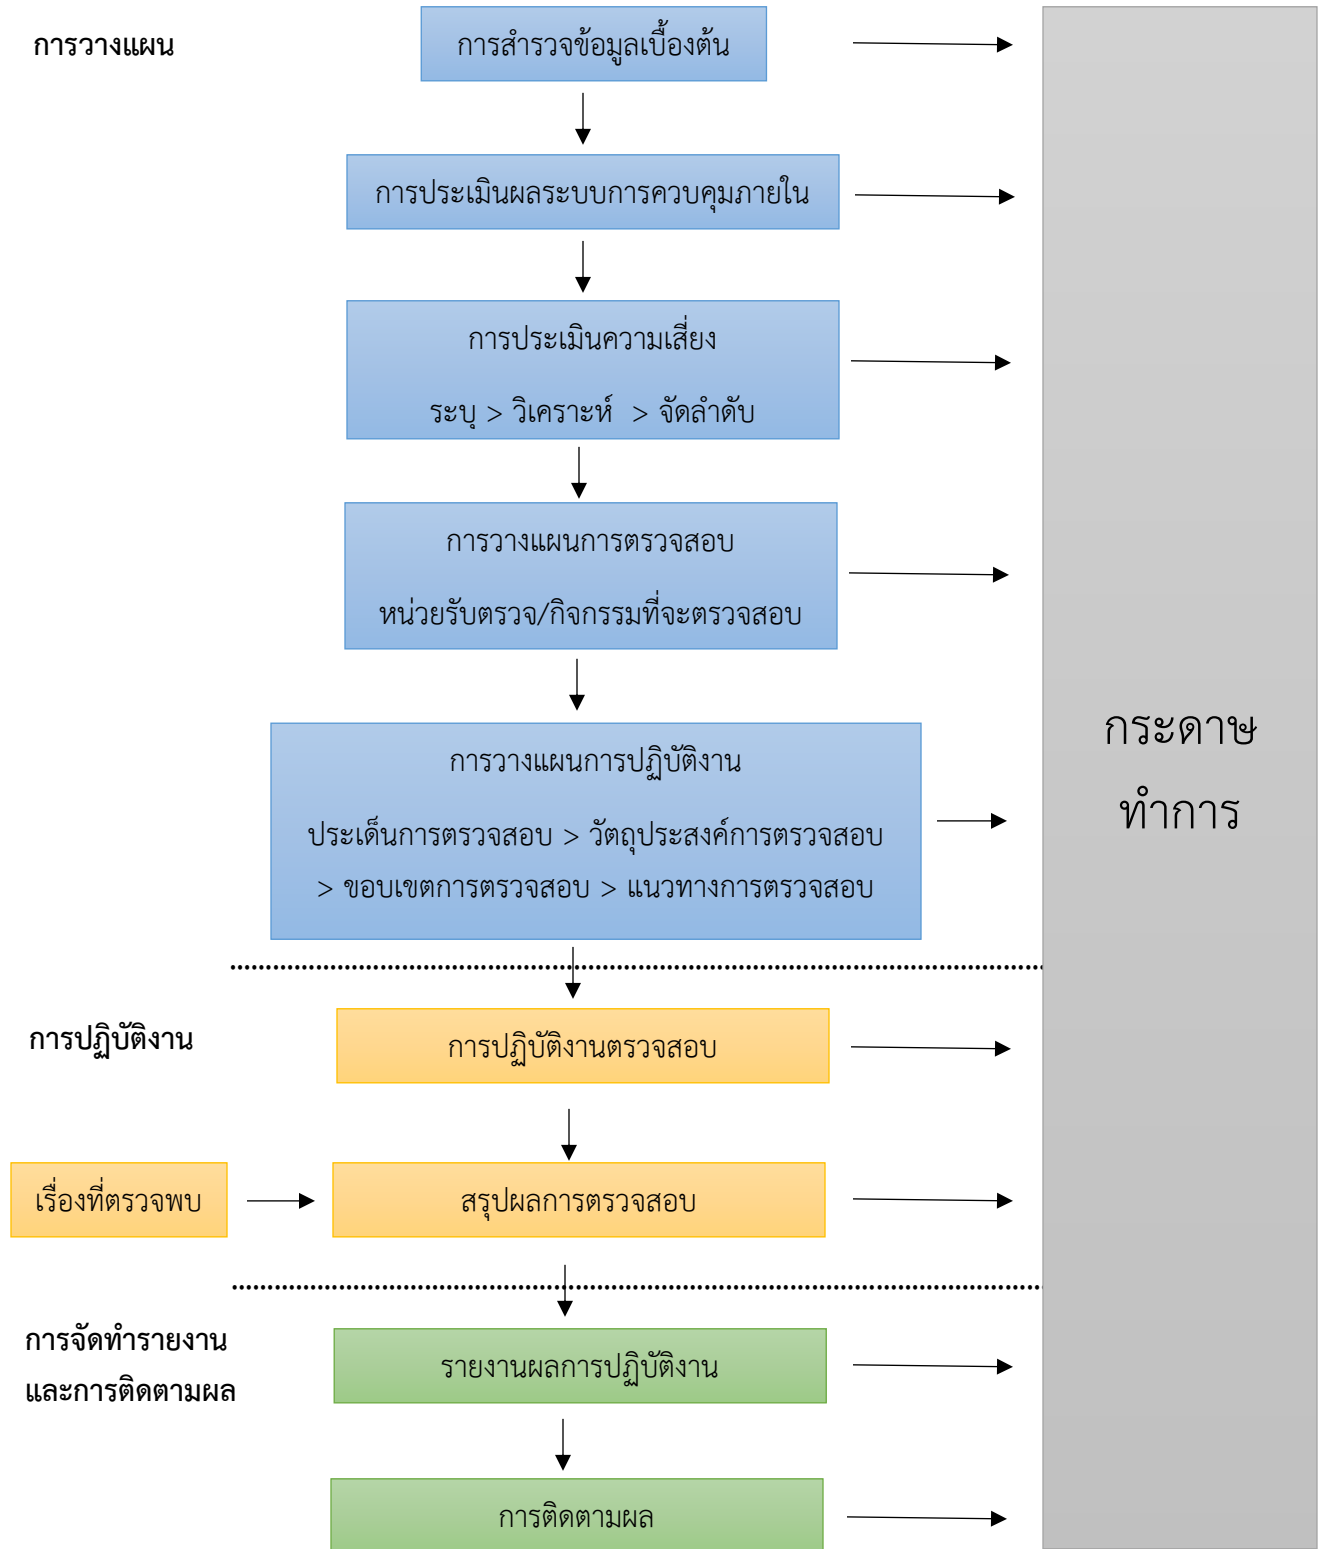 การวางแผน
การสำรวจข้อมูลเบื้องต้น
การประเมินผลระบบการควบคุมภายใน
การประเมินความเสี่ยง
ระบุ > วิเคราะห์ > จัดลำดับ
การวางแผนการตรวจสอบ
หน่วยรับตรวจ/กิจกรรมที่จะตรวจสอบ
การวางแผนการปฏิบัติงาน
ประเด็นการตรวจสอบ > วัตถุประสงค์การตรวจสอบ
> ขอบเขตการตรวจสอบ > แนวทางการตรวจสอบ
กระดาษ
ทำการ
การปฏิบัติงาน
การปฏิบัติงานตรวจสอบ
เรื่องที่ตรวจพบ
สรุปผลการตรวจสอบ
การจัดทำรายงาน
และการติดตามผล
รายงานผลการปฏิบัติงาน
การติดตามผล